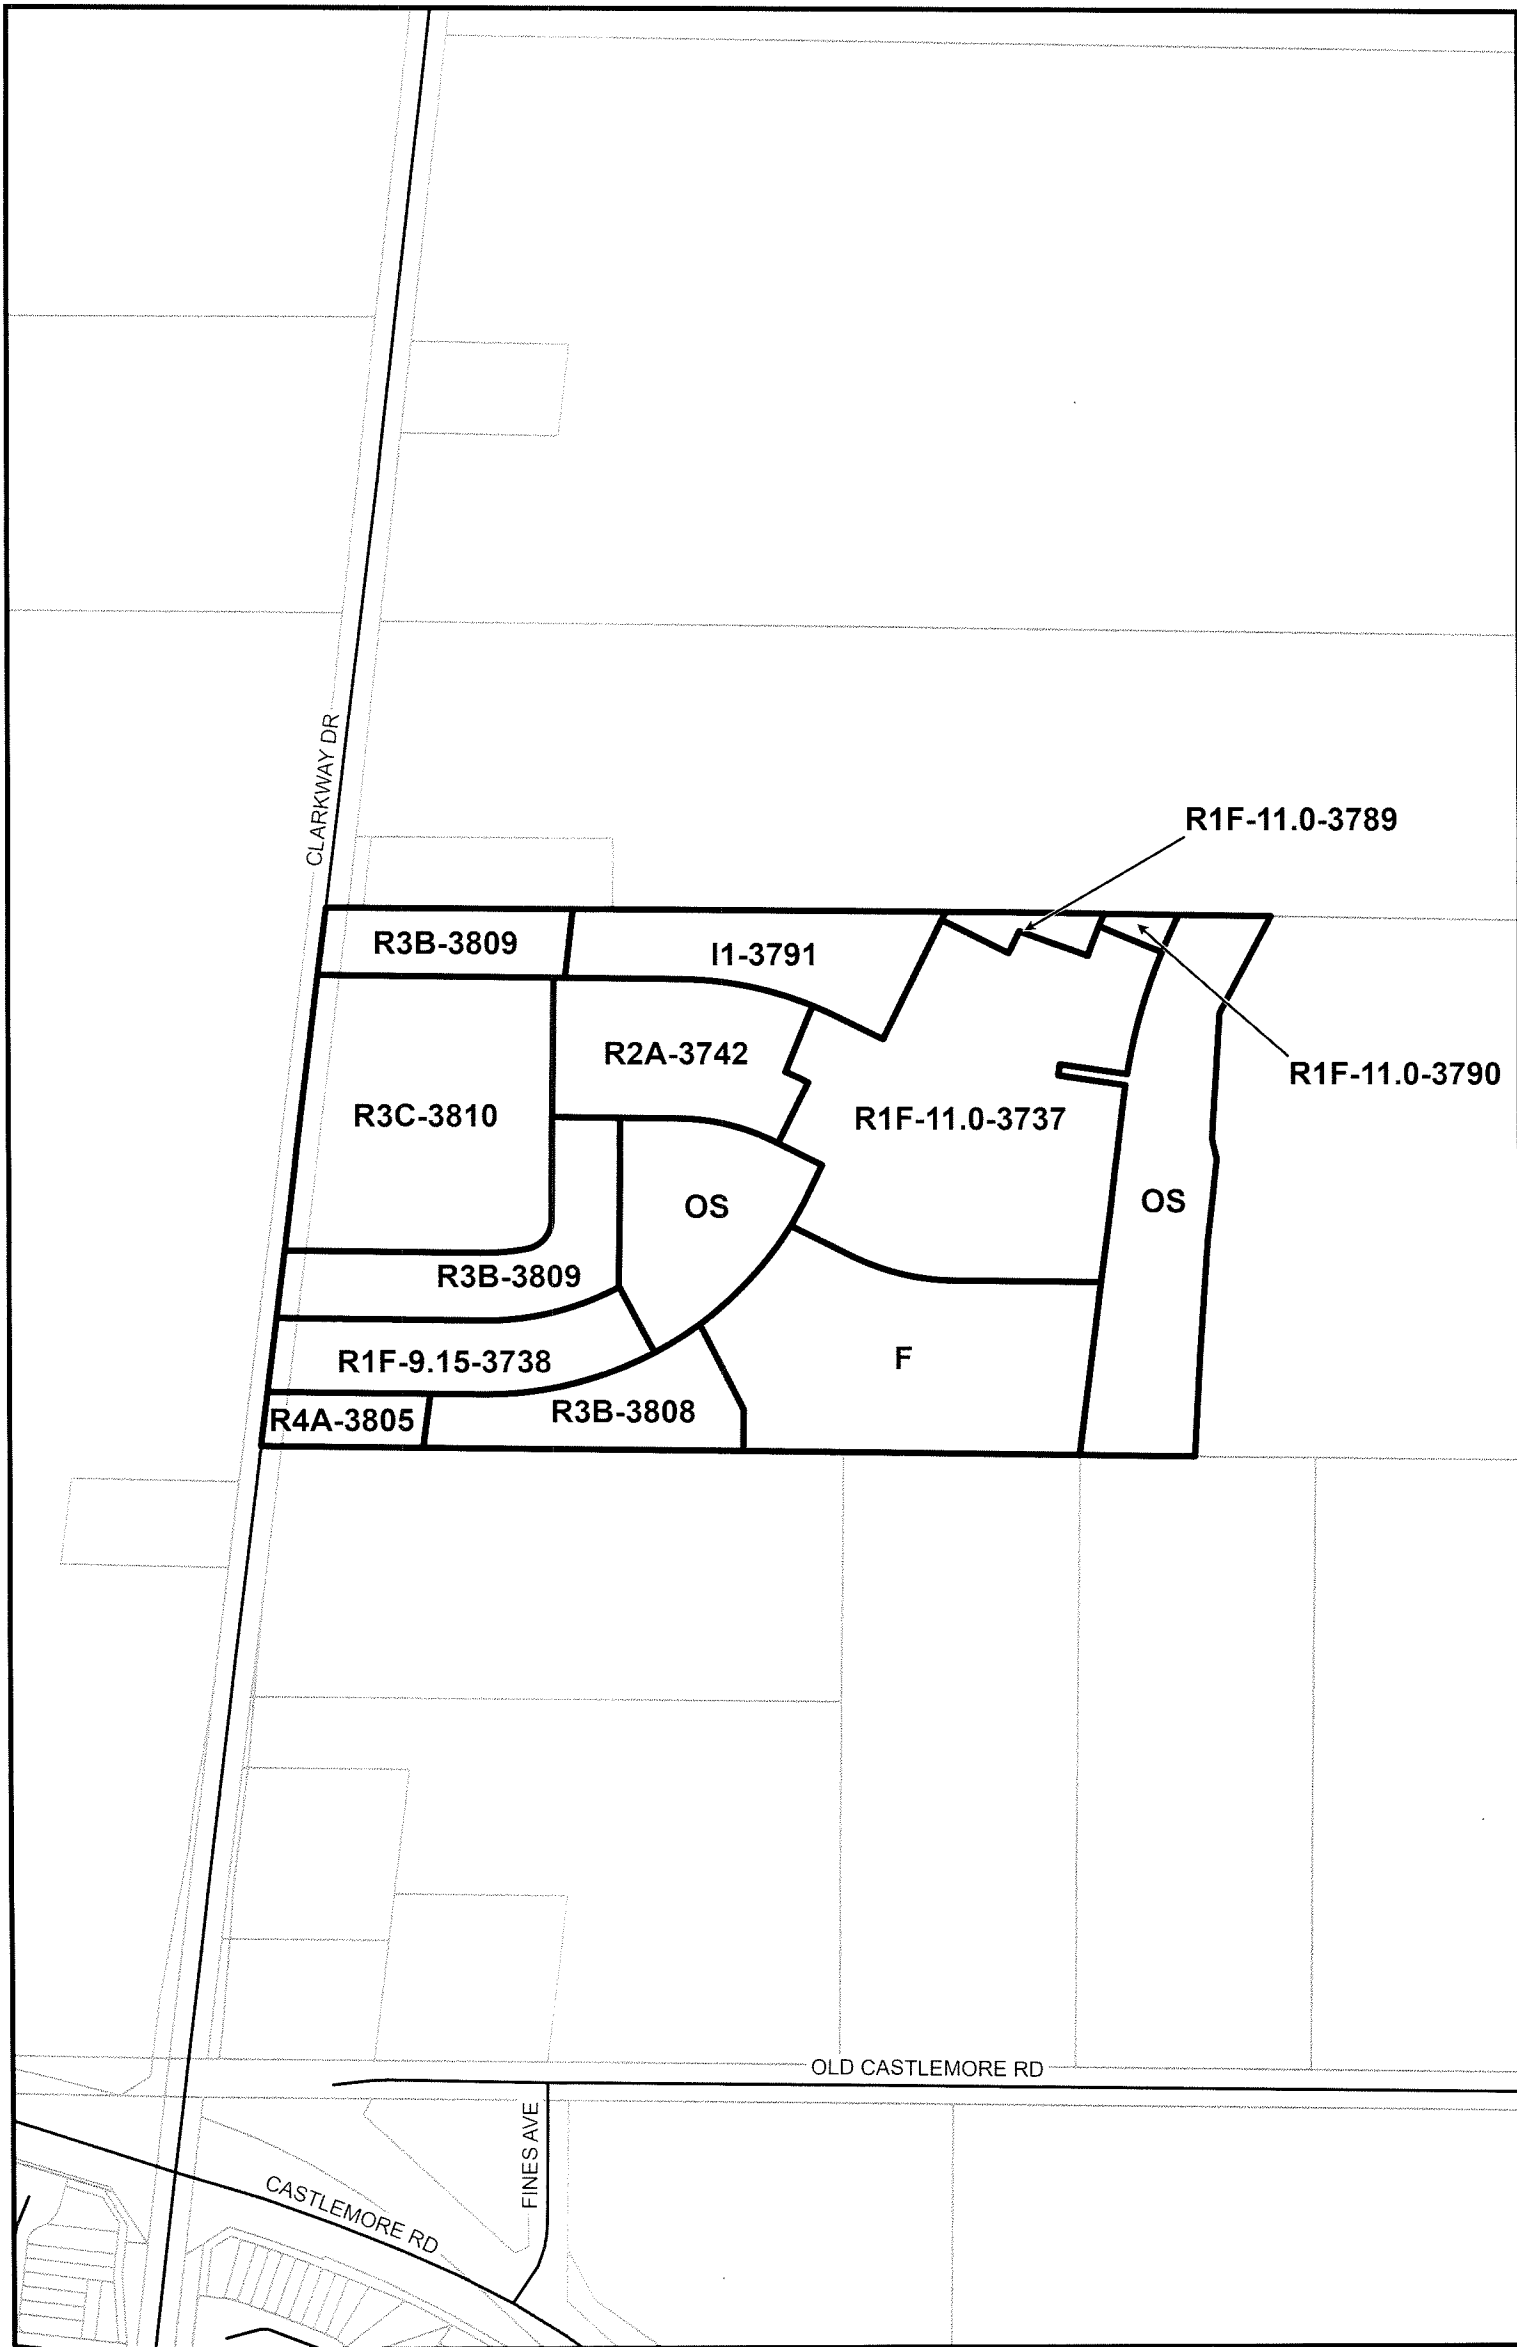 CLARKWAY DR
R1F-11.0-3789
R3B-3809
I1-3791
R2A-3742
R1F-11.0-3790
R3C-3810
R1F-11.0-3737
OS
OS
R3B-3809
R1F-9.15-3738
F
R4A-3805
R3B-3808
OLD CASTLEMORE RD
FINES AVE
CASTLEMORE RD